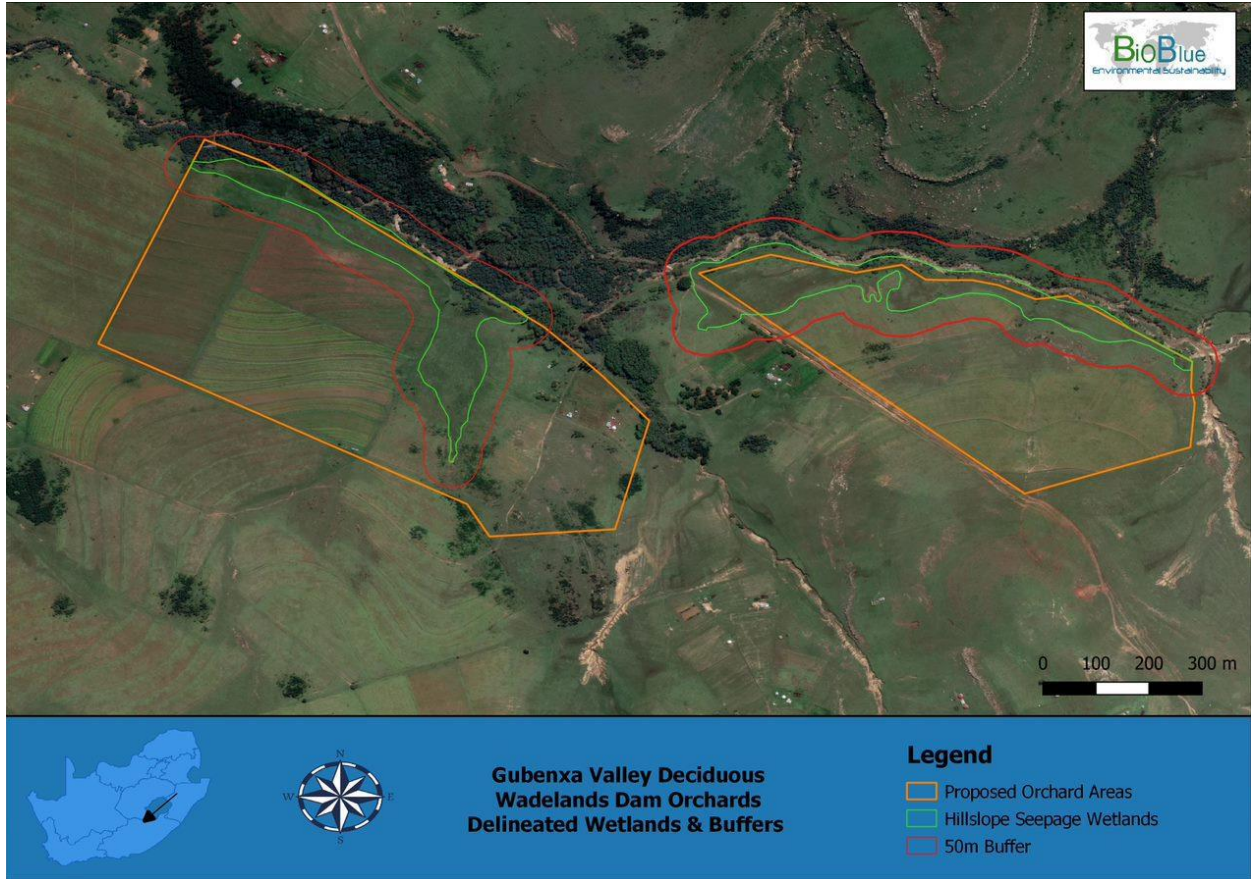 BioBlue
Environmental Sustainability
0 100 200 300 m
N
W E
S
Gubenxa Valley Deciduous
Wadelands Dam Orchards
Delineated Wetlands & Buffers
Legend
Proposed Orchard Areas
Hillslope Seepage Wetlands
50m Buffer